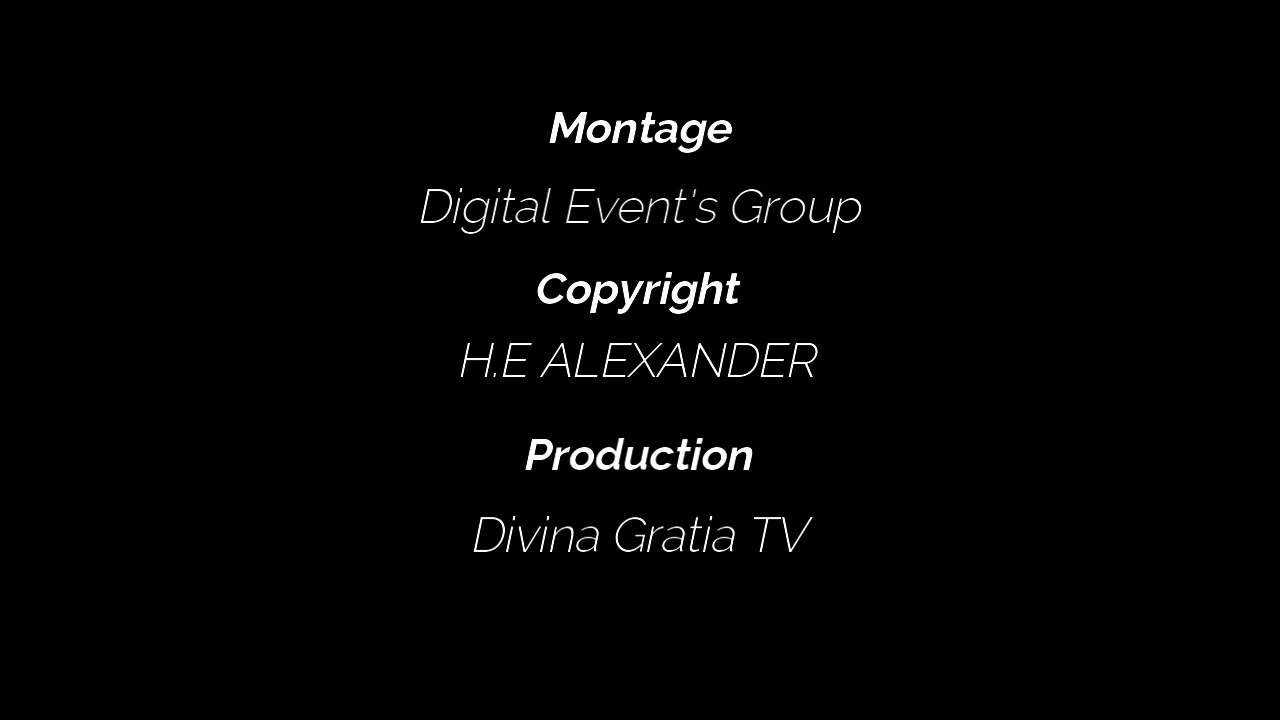 Montage
Digital Event's Group
Copyright
H.E ALEXANDER
Production
Divina Gratia TV